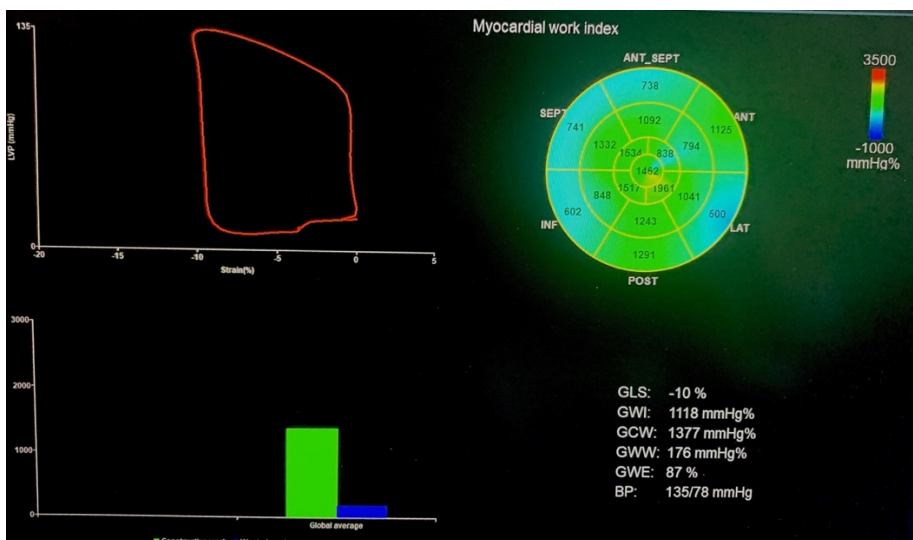 135
LVP (mmHg)
0
-20
-15
-10
-5
0
5
Strain(%)
Myocardial work index
ANT_SEPT
738
SEPT
741
ANT
1125
1092
1332
794
1534
838
1462
1517
1961
848
1041
602
500
INF
LAT
1243
1291
POST
3500
-1000
mmHg%
3000
2000
1000
0
Global average
GLS: -10 %
GWI: 1118 mmHg%
GCW: 1377 mmHg%
GWW: 176 mmHg%
GWE: 87 %
BP: 135/78 mmHg